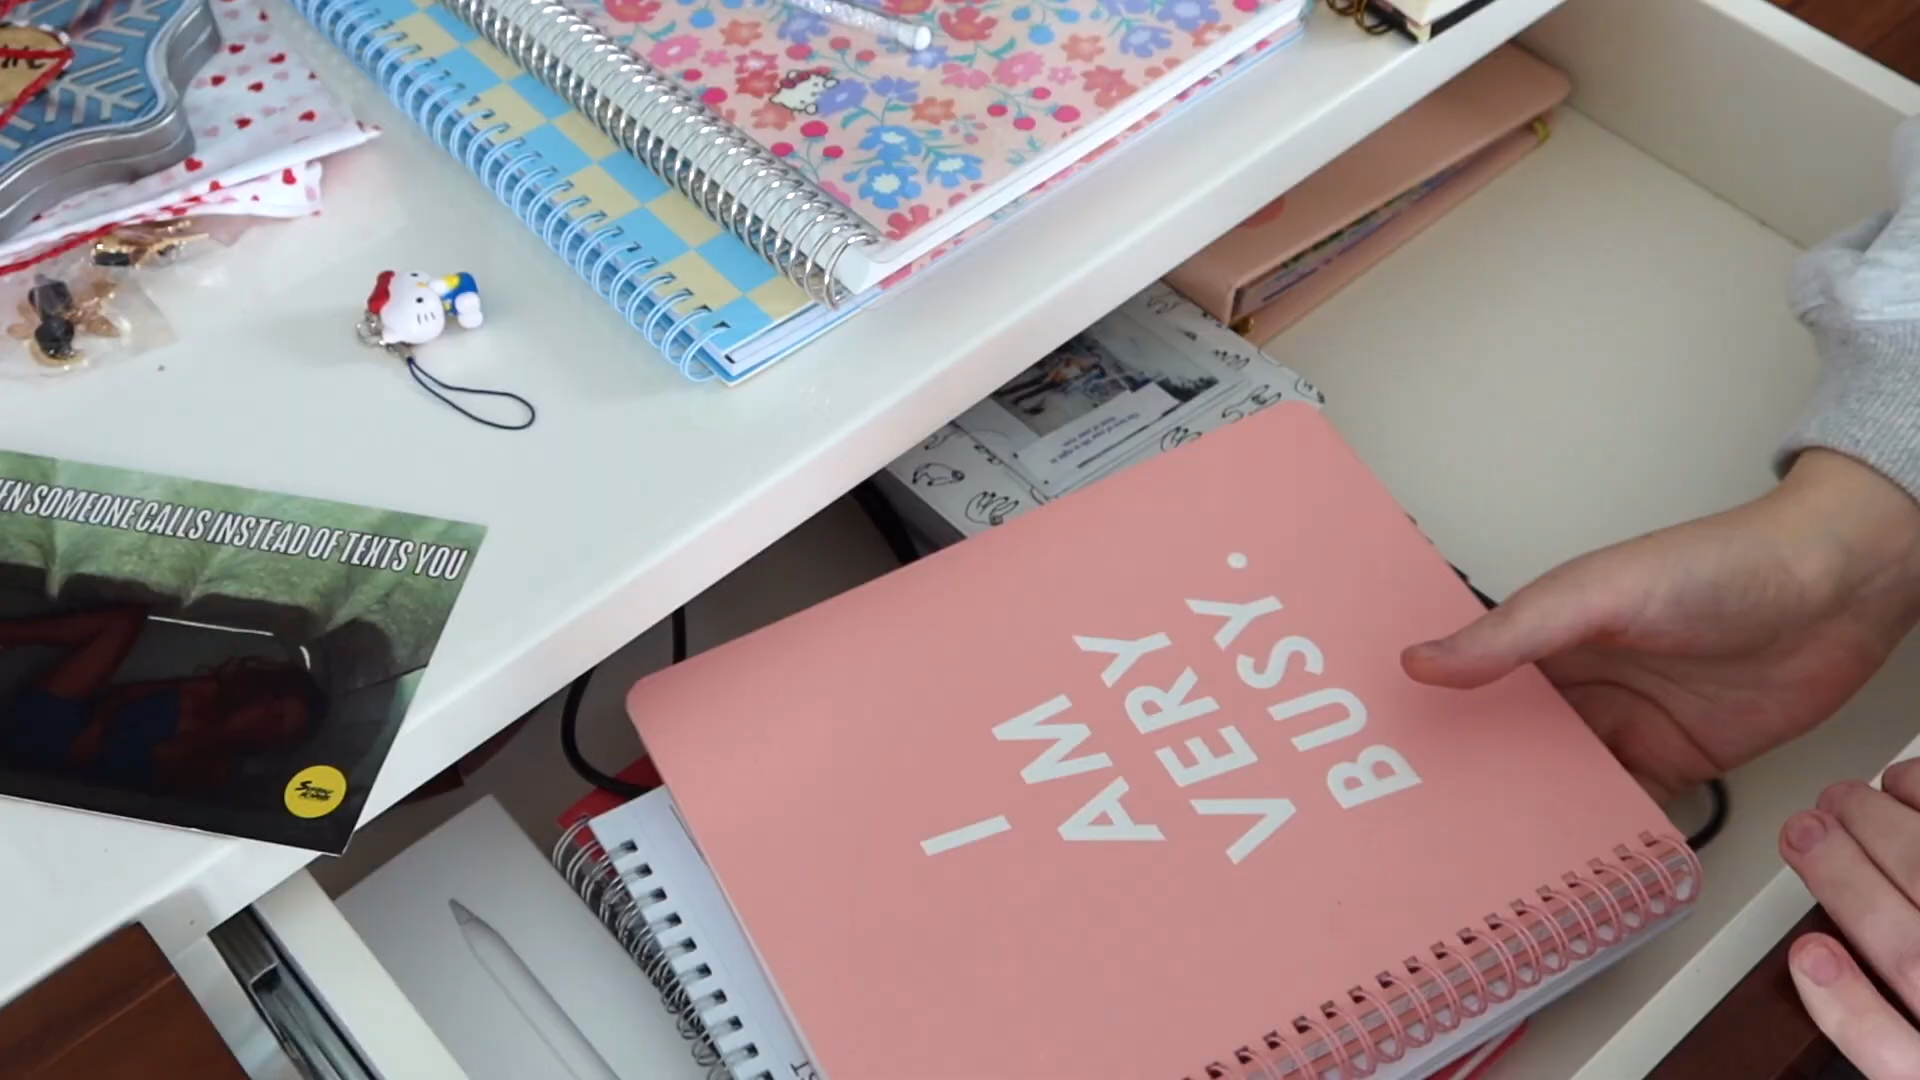 EN SOMEONE CALLS INSTEAD OF TEXTS YOU
I AM
VERY
BUSY.